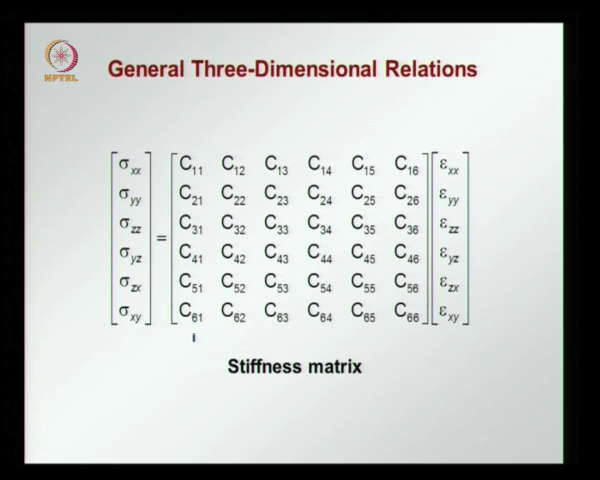 NPTEL
General Three-Dimensional Relations
σxx C11 C12 C13 C14 C15 C16 εxx
σyy C21 C22 C23 C24 C25 C26 εyy
σzz C31 C32 C33 C34 C35 C36 εzz
=
σyz C41 C42 C43 C44 C45 C46 εyz
σzx C51 C52 C53 C54 C55 C56 εzx
σxy C61 C62 C63 C64 C65 C66 εxy
i
Stiffness matrix